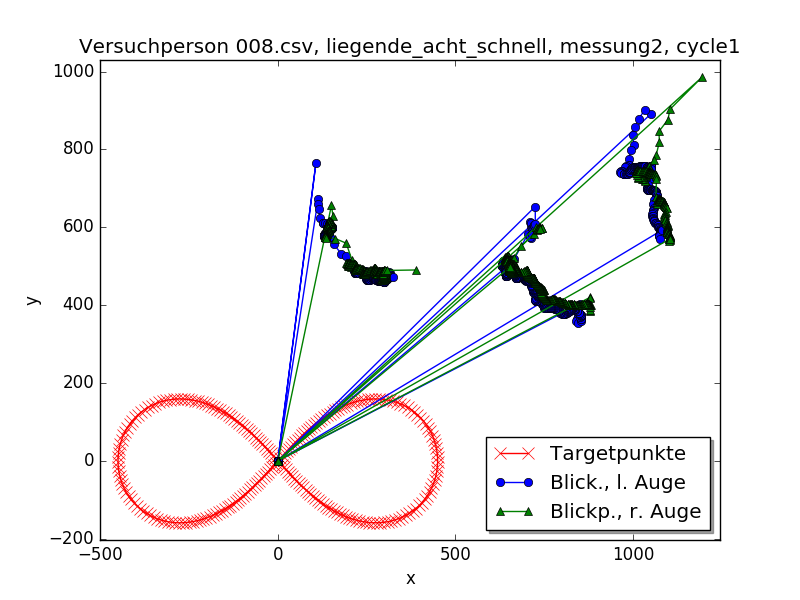 Versuchperson 008.csv, liegende_acht_schnell, messung2, cycle1
1000
800
600
400
200
0
−200
y
−500
0
500
1000
x
Targetpunkte
Blick., l. Auge
Blickp., r. Auge